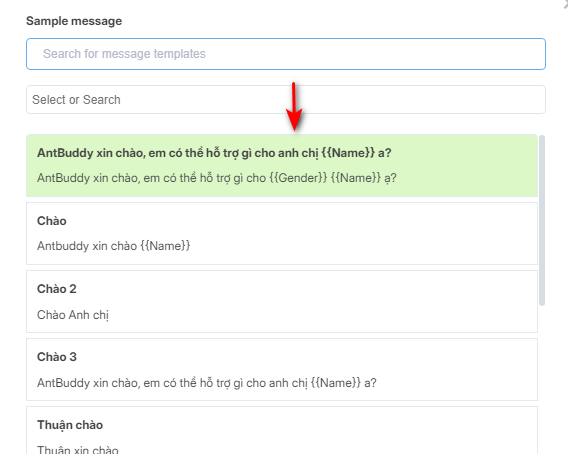 Sample message
Search for message templates
Select or Search
AntBuddy xin chào, em có thể hỗ trợ gì cho anh chị {{Name}} a?
AntBuddy xin chào, em có thể hỗ trợ gì cho {{Gender}} {{Name}} ạ?
Chào
Antbuddy xin chào {{Name}}
Chào 2
Chào Anh chị
Chào 3
AntBuddy xin chào, em có thể hỗ trợ gì cho anh chị {{Name}} a?
Thuận chào
Thuận xin chào